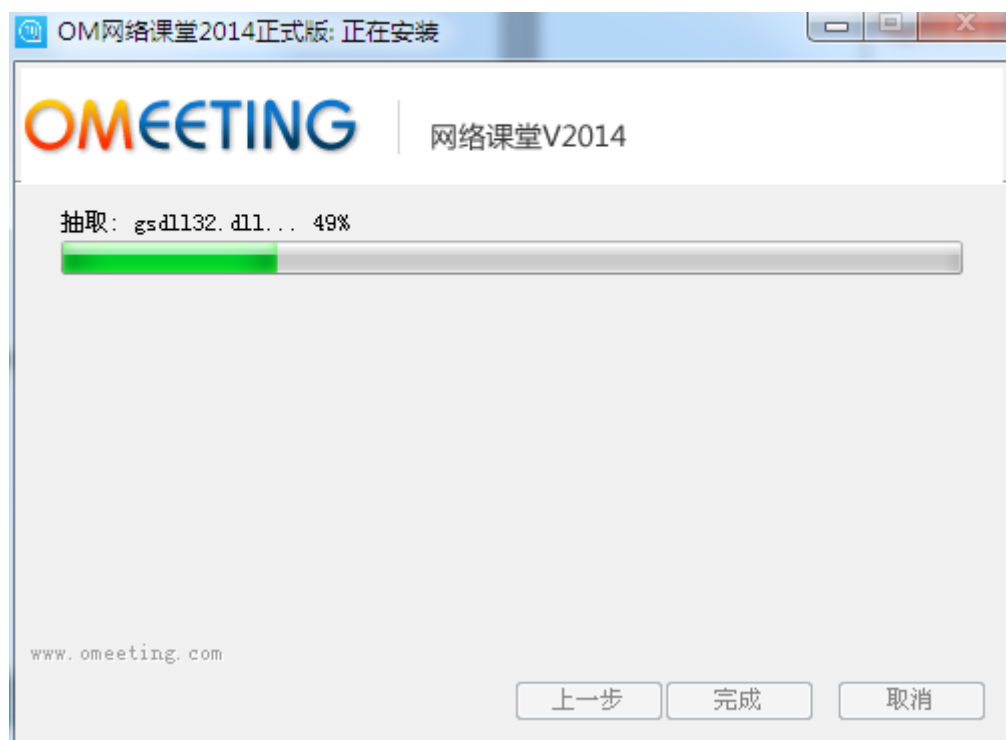 OM网络课堂2014正式版: 正在安装
OMEETING
网络课堂V2014
抽取: gsdll32.dll... 49%
www.omeeting.com
上一步
完成
取消